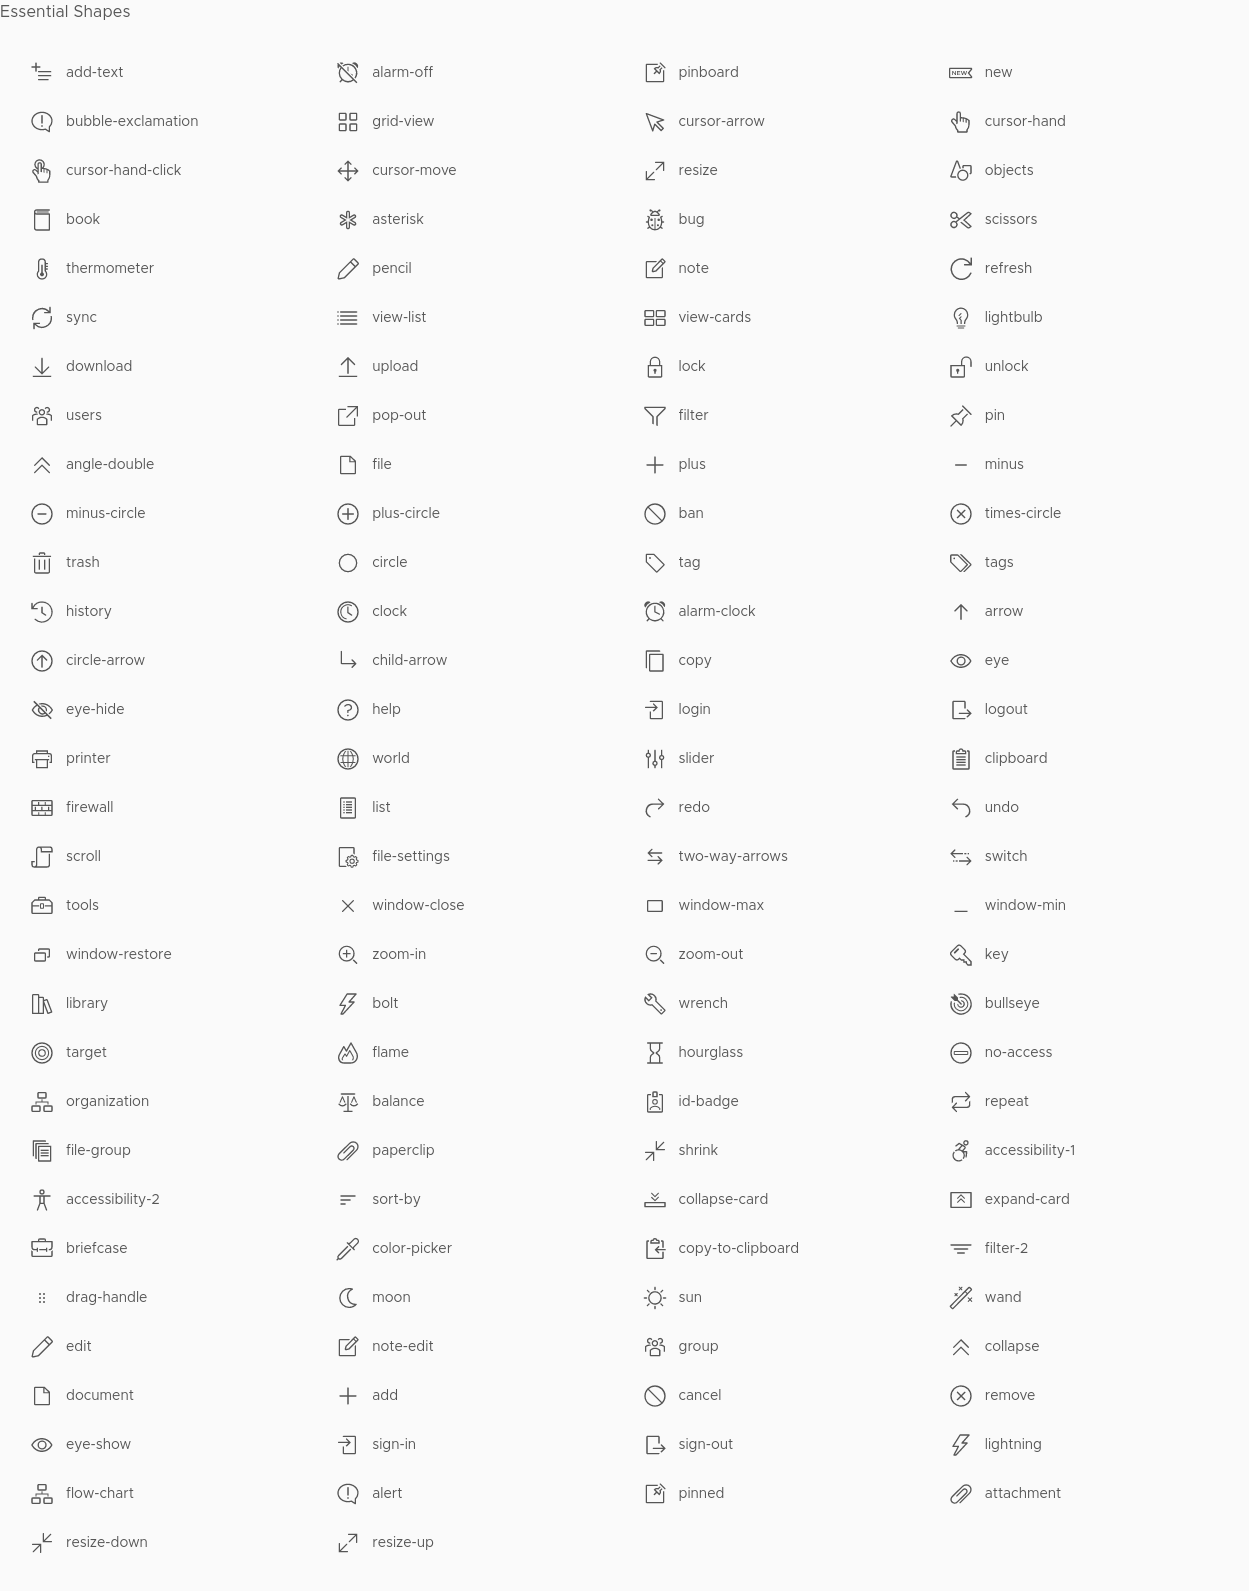 Essential Shapes
add-text alarm-off pinboard NEW new
bubble-exclamation grid-view cursor-arrow cursor-hand
cursor-hand-click cursor-move resize objects
book asterisk bug scissors
thermometer pencil note refresh
sync view-list view-cards lightbulb
download upload lock unlock
users pop-out filter pin
angle-double file plus minus
minus-circle plus-circle ban times-circle
trash circle tag tags
history clock alarm-clock arrow
circle-arrow child-arrow copy eye
eye-hide help login logout
printer world slider clipboard
firewall list redo undo
scroll file-settings two-way-arrows switch
tools window-close window-max window-min
window-restore zoom-in zoom-out key
library bolt wrench bullseye
target flame hourglass no-access
organization balance id-badge repeat
file-group paperclip shrink accessibility-1
accessibility-2 sort-by collapse-card expand-card
briefcase color-picker copy-to-clipboard filter-2
drag-handle moon sun wand
edit note-edit group collapse
document add cancel remove
eye-show sign-in sign-out lightning
flow-chart alert pinned attachment
resize-down resize-up